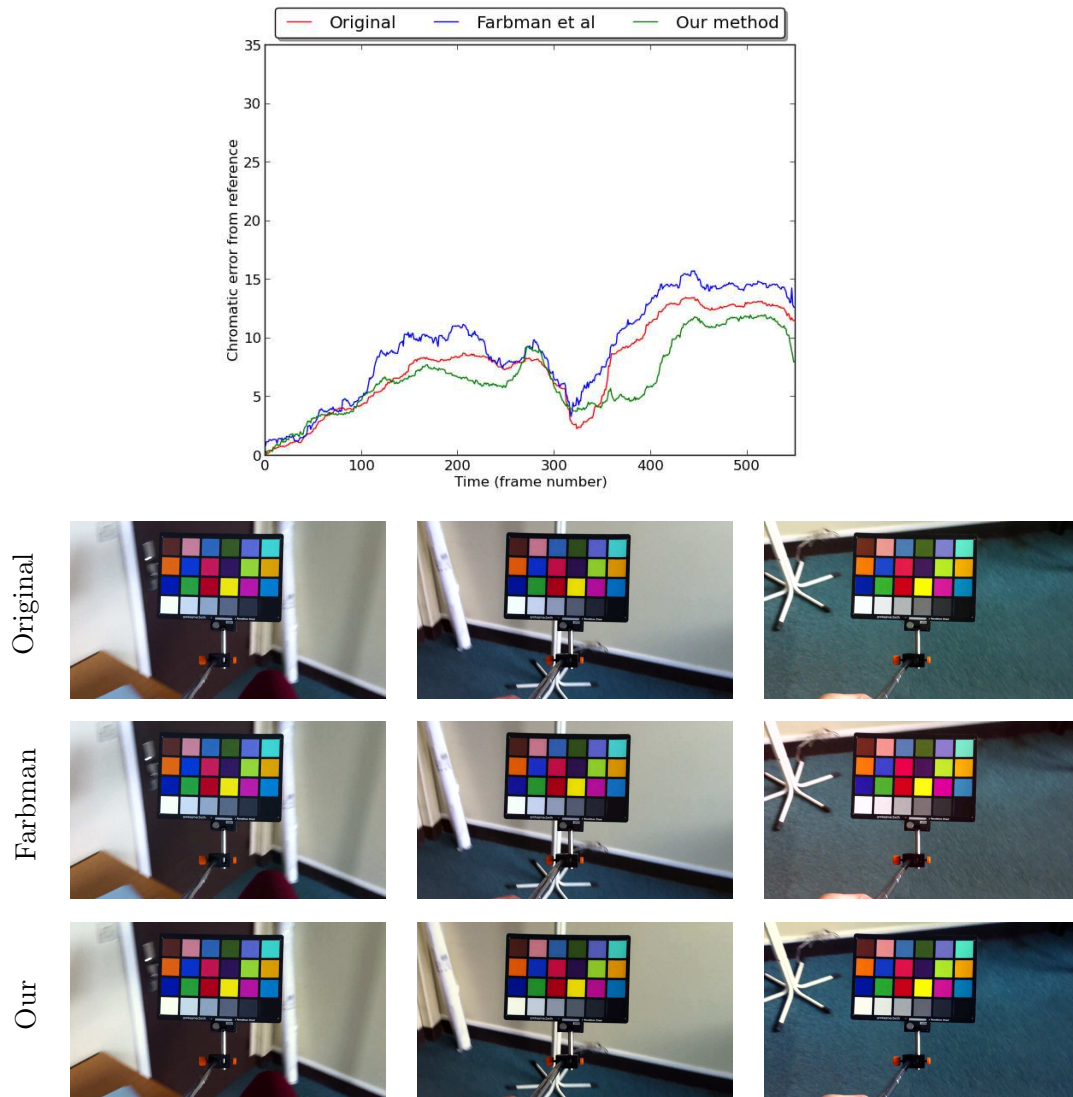 Original Farbman et al Our method
35
30
25
20
15
10
5
0
Chromatic error from reference
0 100 200 300 400 500
Time (frame number)
Original
Farbman
Our